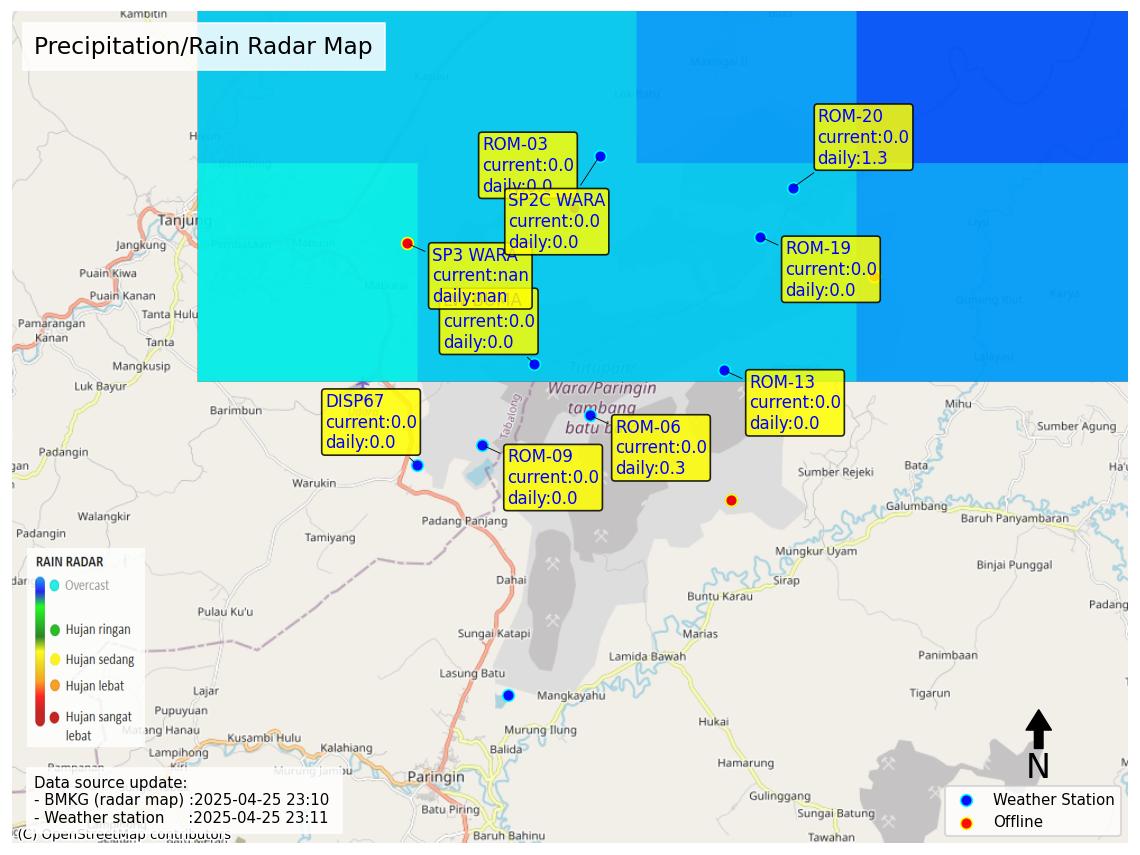 Precipitation/Rain Radar Map
Kambitin
ROM-20
current:0.0
daily:1.3
ROM-03
current:0.0
daily:0.0
SP2C WARA
current:0.0
daily:0.0
Tanjung
Jangkung
Puain Kiwa
Puain Kanan
Tanta Hulu
Pamarangan
Kanan
Tanta
Mangkusip
Luk Bayur
SP3 WARA
current:nan
daily:nan
current:0.0
daily:0.0
ROM-19
current:0.0
daily:0.0
Tutupan/
Wara/Paringin
tambang
ROM-13
current:0.0
daily:0.0
DISP67
current:0.0
daily:0.0
Tabalong
ROM-06
current:0.0
daily:0.3
ROM-09
current:0.0
daily:0.0
Barimbun
Mihu
Sumber Agung
Padangin
Warukin
Sumber Rejeki
Bata
Galumbang
Baruh Panyambaran
Walangkir
Padangin
Tamiyang
Padang Panjang
Mungkur Uyam
Binjai Punggal
Dahai
Sirap
Buntu Karau
Padang
Pulau Ku'u
Sungai Katapi
Marias
Lamida Bawah
Panimbaan
Lasung Batu
Lajar
Mangkayahu
Tigarun
Pupuyuan
Matang Hanau
Murung Ilung
Hukai
Lampihong
Kusambi Hulu
Kalahiang
Balida
Hamarung
Murung Jambu
Paringin
Gulinggang
Batu Piring
Sungai Batung
Baruh Bahinu
Tawahan
RAIN RADAR
Overcast
Hujan ringan
Hujan sedang
Hujan lebat
Hujan sangat
lebat
Data source update:
- BMKG (radar map) :2025-04-25 23:10
- Weather station :2025-04-25 23:11
(C) OpenStreetMap contributors
N
Weather Station
Offline